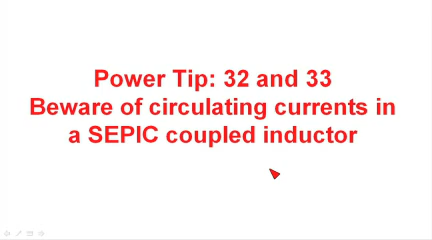 Power Tip: 32 and 33
Beware of circulating currents in
a SEPIC coupled inductor